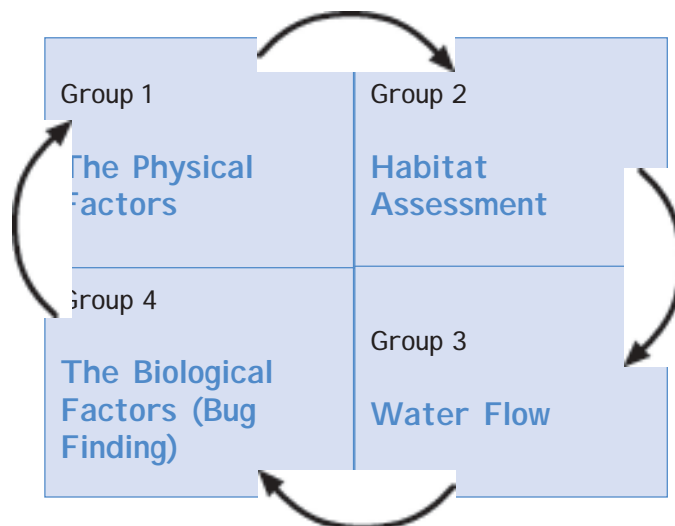 Group 1
The Physical
Factors
Group 2
Habitat
Assessment
Group 4
The Biological
Factors (Bug
Finding)
Group 3
Water Flow